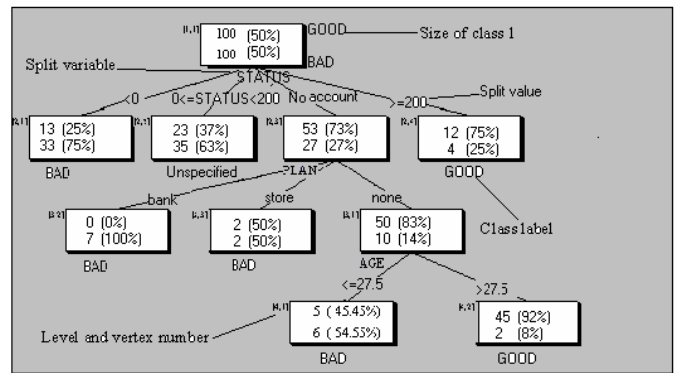 [1,1] 100 (50%) GOOD Size of class 1
100 (50%) BAD
Split variable STATUS
<0 0<=STATUS<200 No account >=200 Split value
13 (25%) 23 (37%) 53 (73%) 12 (75%)
33 (75%) 35 (63%) 27 (27%) 4 (25%)
BAD Unspecified PLAN GOOD
bank store none
0 (0%) 2 (50%) 50 (83%) Class label
7 (100%) 2 (50%) 10 (14%)
BAD BAD AGE
<=27.5 >27.5
5 (45.45%) 45 (92%)
Level and vertex number 6 (54.55%) 2 (8%)
BAD GOOD